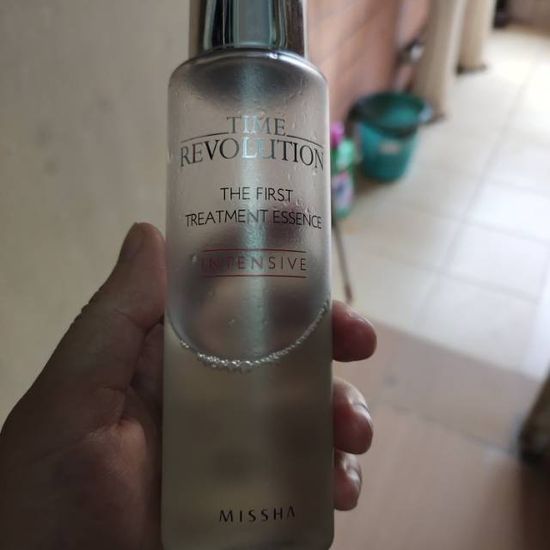 TIME
REVOLUTION
THE FIRST
TREATMENT ESSENCE
INTENSIVE
MISSHA